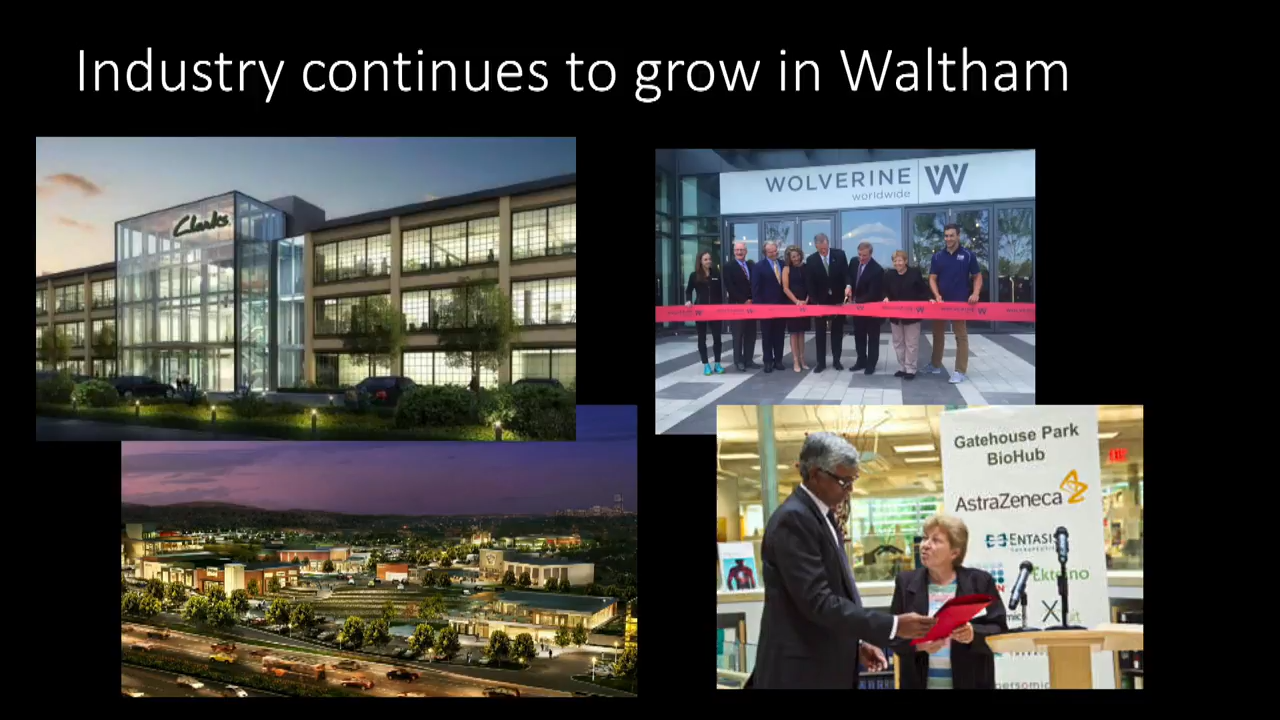 Industry continues to grow in Waltham
Clarks
WOLVERINE
worldwide
Gatehouse Park
BioHub
AstraZeneca
ENTASIS